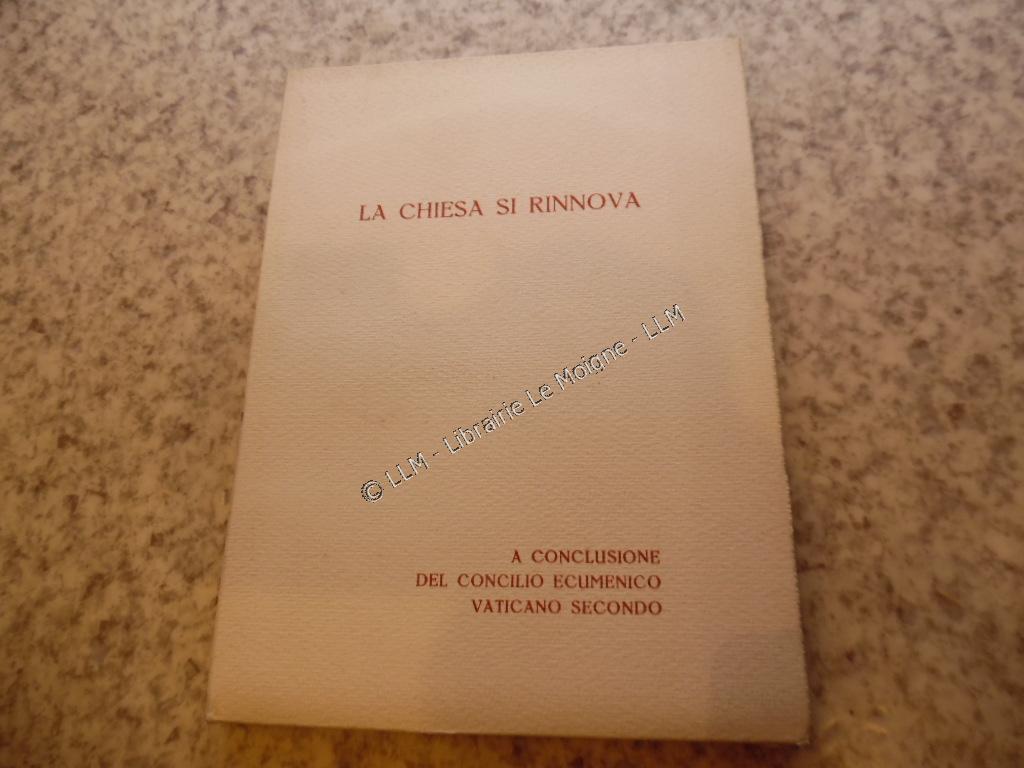 LA CHIESA SI RINNOVA
© LLM - Librairie Le Moigne - LLM
A CONCLUSIONE
DEL CONCILIO ECUMENICO
VATICANO SECONDO